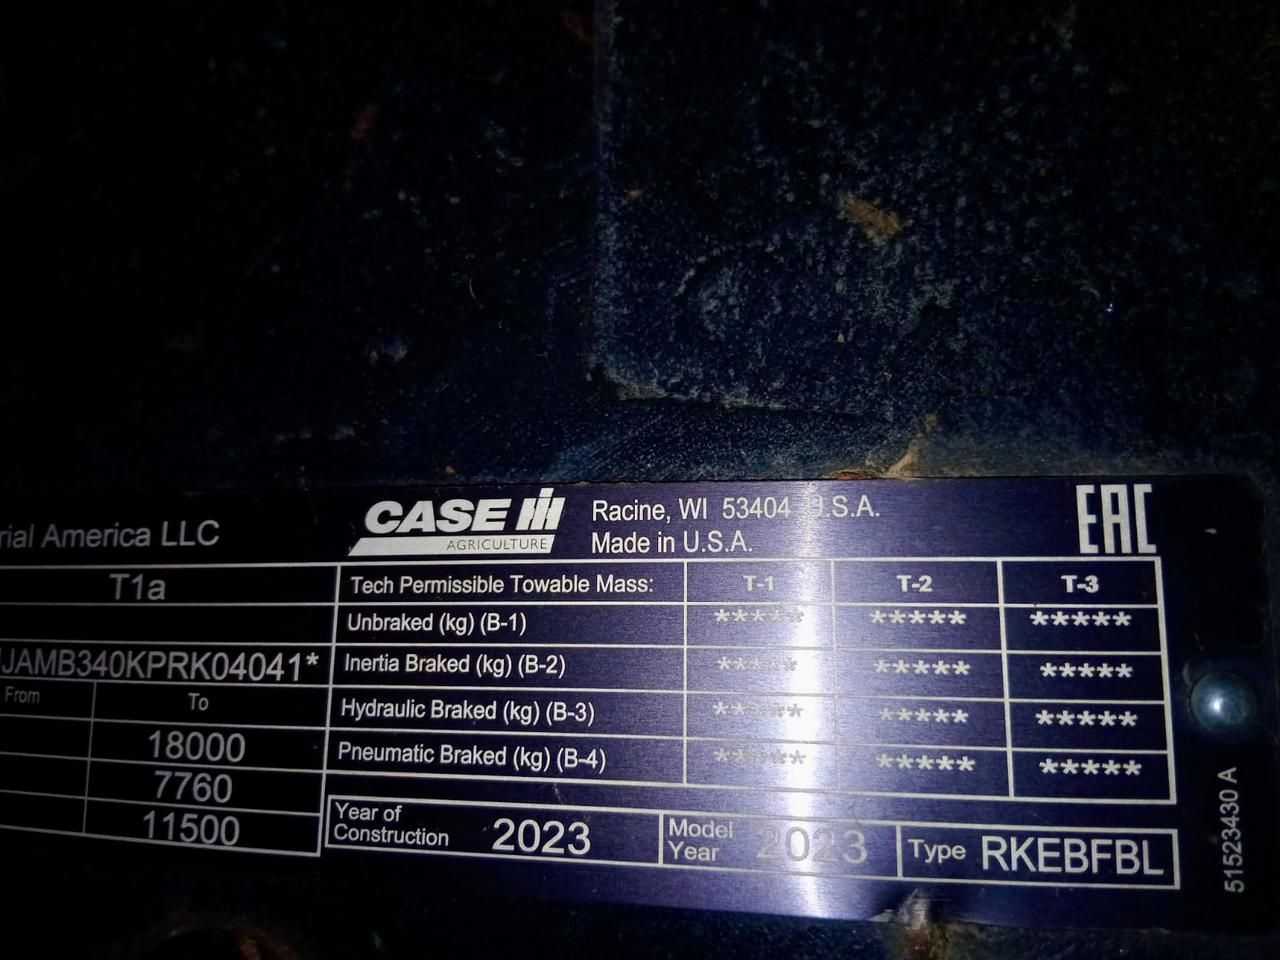 rial America LLC
CASE IH
AGRICULTURE
Racine, WI 53404 U.S.A.
Made in U.S.A.
EAC
T1a
JAMB340KPRK04041*
From To
18000
7760
11500
Tech Permissible Towable Mass: T-1 T-2 T-3
Unbraked (kg) (B-1) ***** ***** *****
Inertia Braked (kg) (B-2) ***** ***** *****
Hydraulic Braked (kg) (B-3) ***** ***** *****
Pneumatic Braked (kg) (B-4) ***** ***** *****
Year of
Construction 2023
Model
Year 2023
Type RKEBFBL
51523430 A